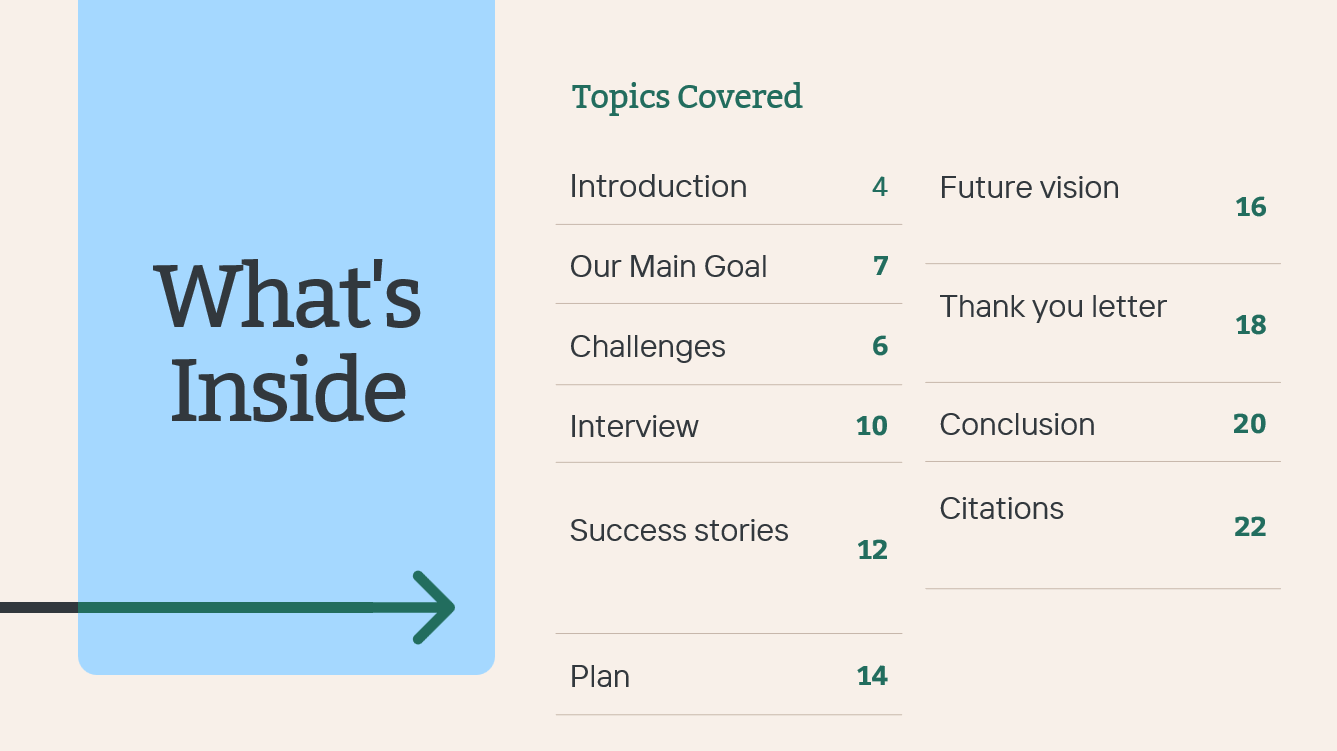 What's
Inside
Topics Covered
Introduction 4
Our Main Goal 7
Challenges 6
Interview 10
Success stories 12
Plan 14
Future vision 16
Thank you letter 18
Conclusion 20
Citations 22